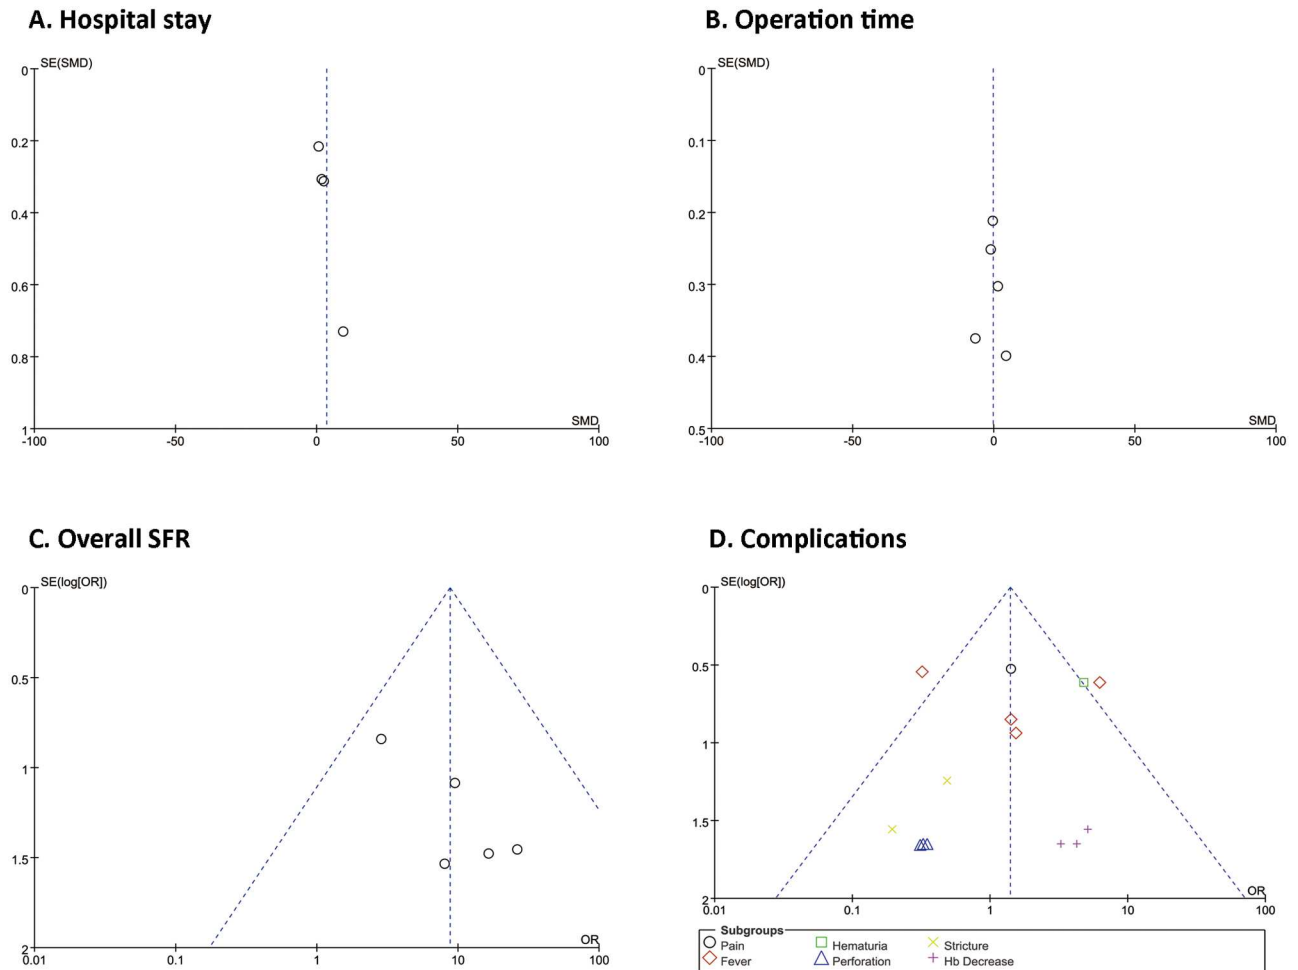 A. Hospital stay
SE(SMD)
0
0.2
0.4
0.6
0.8
1
-100
-50
0
50
100
SMD
B. Operation time
SE(SMD)
0
0.1
0.2
0.3
0.4
0.5
-100
-50
0
50
100
SMD
C. Overall SFR
SE(log[OR])
0
0.5
1
1.5
2
0.01
0.1
1
10
100
OR
D. Complications
SE(log[OR])
0
0.5
1
1.5
2
0.01
0.1
1
10
100
OR
Subgroups
Pain
Hematuria
Stricture
Fever
Perforation
Hb Decrease